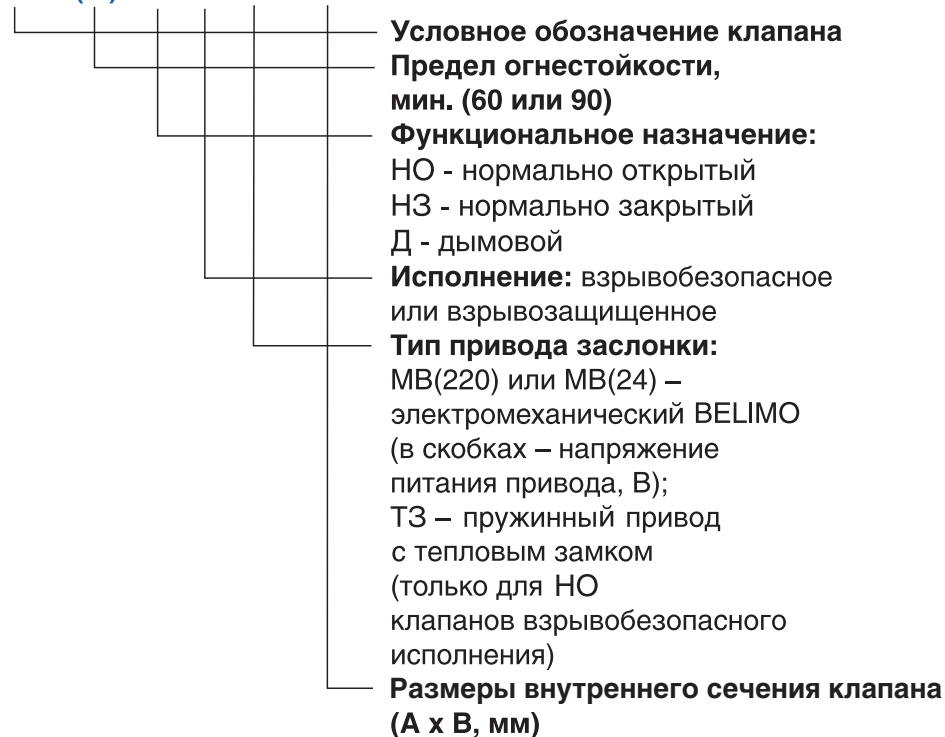 Условное обозначение клапана
Предел огнестойкости,
мин. (60 или 90)
Функциональное назначение:
НО - нормально открытый
НЗ - нормально закрытый
Д - дымовой
Исполнение: взрывобезопасное
или взрывозащищенное
Тип привода заслонки:
МВ(220) или МВ(24) –
электромеханический BELIMO
(в скобках – напряжение
питания привода, В);
ТЗ – пружинный привод
с тепловым замком
(только для НО
клапанов взрывобезопасного
исполнения)
Размеры внутреннего сечения клапана
(А х В, мм)